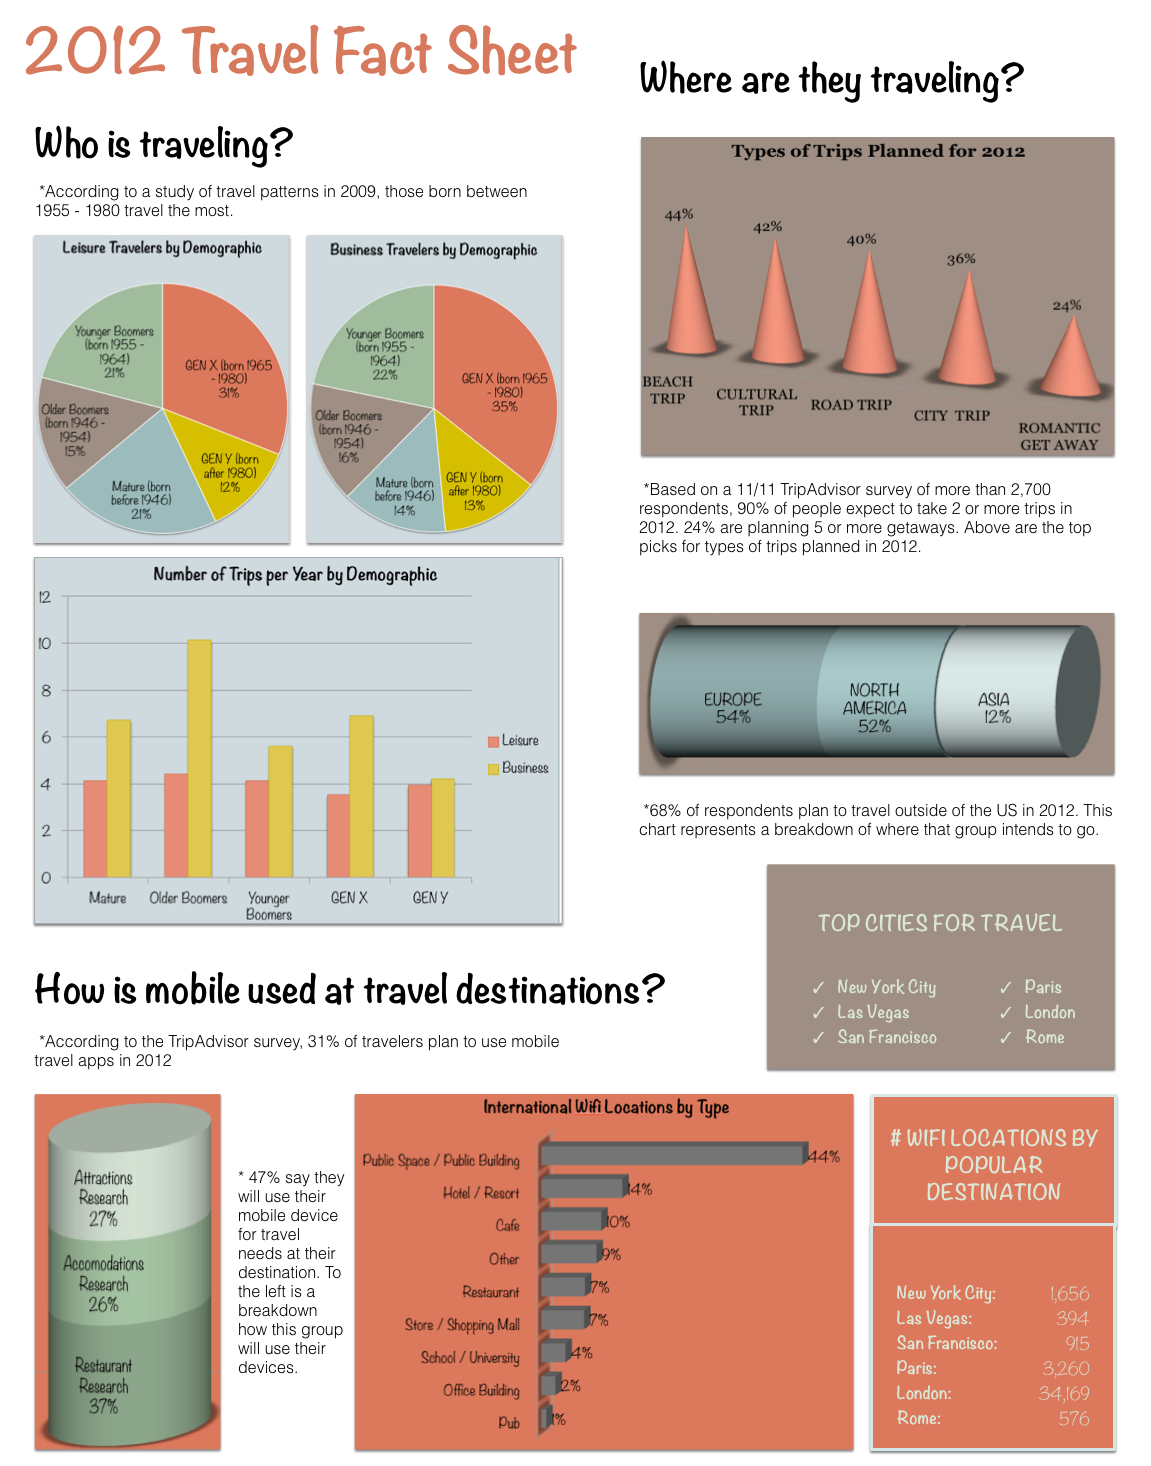 2012 Travel Fact Sheet
Who is traveling?
*According to a study of travel patterns in 2009, those born between
1955 - 1980 travel the most.
Leisure Travelers by Demographic
Younger Boomers
(born 1955 -
1964)
21%
GEN X (born 1965
- 1980)
31%
Older Boomers
(born 1946 -
1954)
15%
GEN Y (born
after 1980)
12%
Mature (born
before 1946)
21%
Business Travelers by Demographic
Younger Boomers
(born 1955 -
1964)
22%
GEN X (born 1965
- 1980)
35%
Older Boomers
(born 1946 -
1954)
16%
GEN Y (born
after 1980)
13%
Mature (born
before 1946)
14%
Number of Trips per Year by Demographic
12
10
8
6
4
2
0
Mature
Older Boomers
Younger
Boomers
GEN X
GEN Y
Leisure
Business
Where are they traveling?
Types of Trips Planned for 2012
44%
42%
40%
36%
24%
BEACH
TRIP
CULTURAL
TRIP
ROAD TRIP
CITY TRIP
ROMANTIC
GET AWAY
*Based on a 11/11 TripAdvisor survey of more than 2,700
respondents, 90% of people expect to take 2 or more trips in
2012. 24% are planning 5 or more getaways. Above are the top
picks for types of trips planned in 2012.
EUROPE
54%
NORTH
AMERICA
52%
ASIA
12%
*68% of respondents plan to travel outside of the US in 2012. This
chart represents a breakdown of where that group intends to go.
TOP CITIES FOR TRAVEL
✓ New York City
✓ Las Vegas
✓ San Francisco
✓ Paris
✓ London
✓ Rome
How is mobile used at travel destinations?
*According to the TripAdvisor survey, 31% of travelers plan to use mobile
travel apps in 2012
Attractions
Research
27%
Accomodations
Research
26%
Restaurant
Research
37%
* 47% say they
will use their
mobile device
for travel
needs at their
destination. To
the left is a
breakdown
how this group
will use their
devices.
International Wifi Locations by Type
Public Space / Public Building 44%
Hotel / Resort 14%
Cafe 10%
Other 9%
Restaurant 7%
Store / Shopping Mall 7%
School / University 4%
Office Building 2%
Pub 1%
# WIFI LOCATIONS BY
POPULAR
DESTINATION
New York City: 1,656
Las Vegas: 394
San Francisco: 915
Paris: 3,260
London: 34,169
Rome: 576